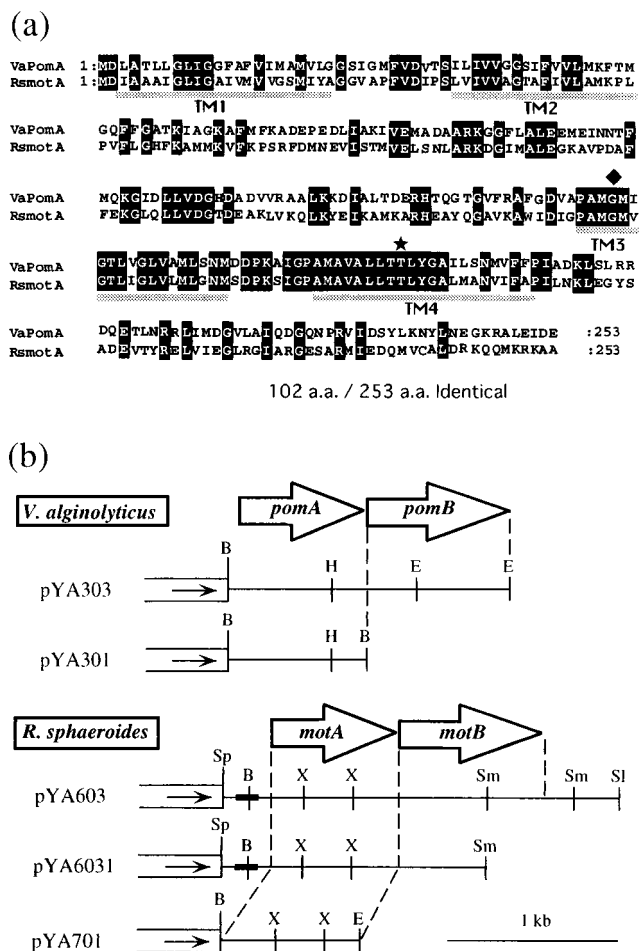 (a)
VaPomA 1:MDLATLLGLIGGFAFVIMAMVLGGSIGMFVDVTSILIVVGGSIFVVLMKFTM
RsmotA 1:MDIAAAIGLIGAIVMVVGSMIYAGGVAPFVDIPSLVIVVAGTAFIVLAMKPL
TM1 TM2
VaPomA GQFFGATKIAGKAFMFKADEPEDLIAKIVEMADAARKGGFLALEEMEINNTF
RsmotA PVFLGHFKAMMKVFKPSRFDMNEVISTMVELSNLARKDGIMALEGKAVPDAF
VaPomA MQKGIDLLVDGHDADVVRAALKKDIALTDERHTQGTGVFRAFGDVAPAMGMI
RsmotA FEKGLQLLVDGTDEAKLVKQLKYEIKAMKARHEAYQGAVKAWIDIGPAMGMV
VaPomA GTLVGLVAMLSNMDDPKAIGPAMAVALLTTLYGAILSNMVFFPIADKLSLRR
RsmotA GTLIGLVLMLGNMSDPKSIGPAMAVALLTTLYGALMANVIFAPILNKLEGYS
TM3
TM4
VaPomA DQETLNRRLIMDGVLAIQDGQNPRVIDSYLKNYLNEGKRALEIDE :253
RsmotA ADEVTYRELVIEGLRGIARGESARMIEDQMVCALDRKQQMKRKAA :253
102 a.a. / 253 a.a. Identical
(b)
V. alginolyticus pomA pomB
B H E E
pYA303
B H B
pYA301
R. sphaeroides motA motB
Sp B X X Sm Sm Sl
pYA603
Sp B X X Sm
pYA6031
B X X E 1 kb
pYA701